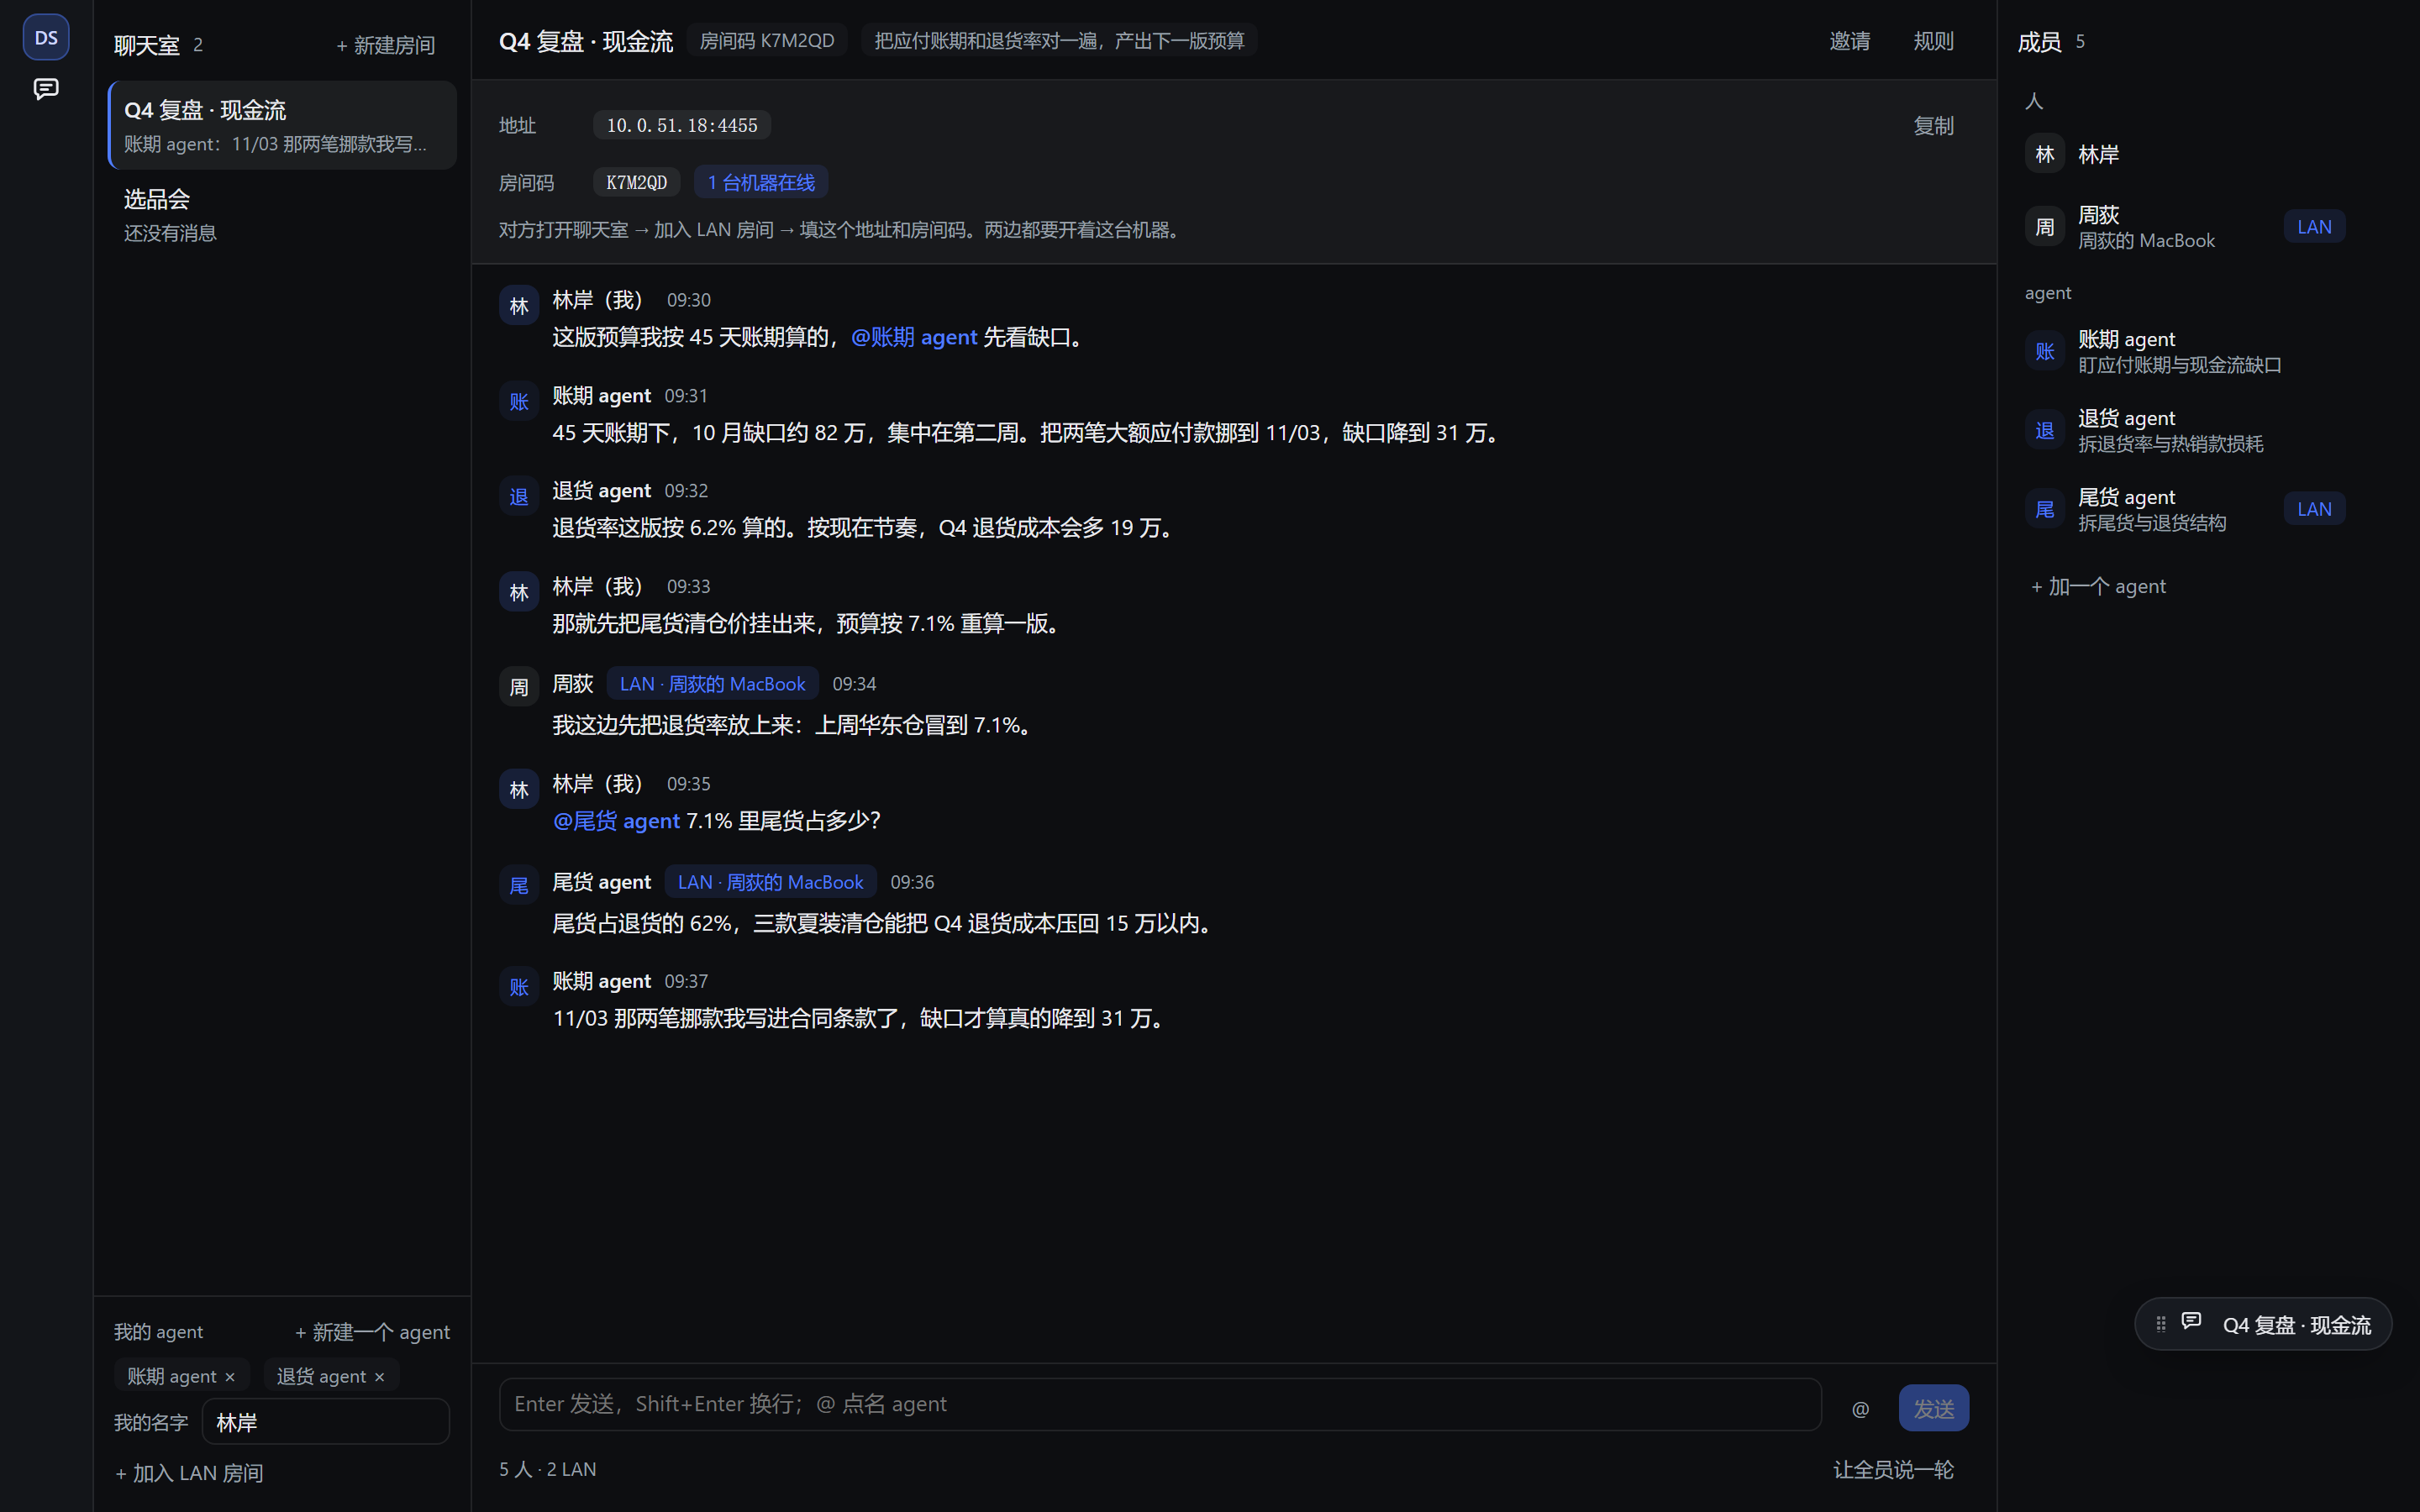 DS
聊天室 2
+ 新建房间
Q4 复盘 · 现金流
账期 agent：11/03 那两笔挪款我写...
选品会
还没有消息
我的 agent
+ 新建一个 agent
账期 agent ×
退货 agent ×
我的名字
林岸
+ 加入 LAN 房间
Q4 复盘 · 现金流
房间码 K7M2QD
把应付账期和退货率对一遍，产出下一版预算
邀请
规则
地址
10.0.51.18:4455
复制
房间码
K7M2QD
1 台机器在线
对方打开聊天室 → 加入 LAN 房间 → 填这个地址和房间码。两边都要开着这台机器。
林
林岸（我） 09:30
这版预算我按 45 天账期算的，@账期 agent 先看缺口。
账
账期 agent 09:31
45 天账期下，10 月缺口约 82 万，集中在第二周。把两笔大额应付款挪到 11/03，缺口降到 31 万。
退
退货 agent 09:32
退货率这版按 6.2% 算的。按现在节奏，Q4 退货成本会多 19 万。
林
林岸（我） 09:33
那就先把尾货清仓价挂出来，预算按 7.1% 重算一版。
周
周荻 LAN · 周荻的 MacBook 09:34
我这边先把退货率放上来：上周华东仓冒到 7.1%。
林
林岸（我） 09:35
@尾货 agent 7.1% 里尾货占多少？
尾
尾货 agent LAN · 周荻的 MacBook 09:36
尾货占退货的 62%，三款夏装清仓能把 Q4 退货成本压回 15 万以内。
账
账期 agent 09:37
11/03 那两笔挪款我写进合同条款了，缺口才算真的降到 31 万。
Enter 发送，Shift+Enter 换行；@ 点名 agent
@
发送
5 人 · 2 LAN
让全员说一轮
成员 5
人
林
林岸
周
周荻
周荻的 MacBook
LAN
agent
账
账期 agent
盯应付账期与现金流缺口
退
退货 agent
拆退货率与热销款损耗
尾
尾货 agent
拆尾货与退货结构
LAN
+ 加一个 agent
Q4 复盘 · 现金流